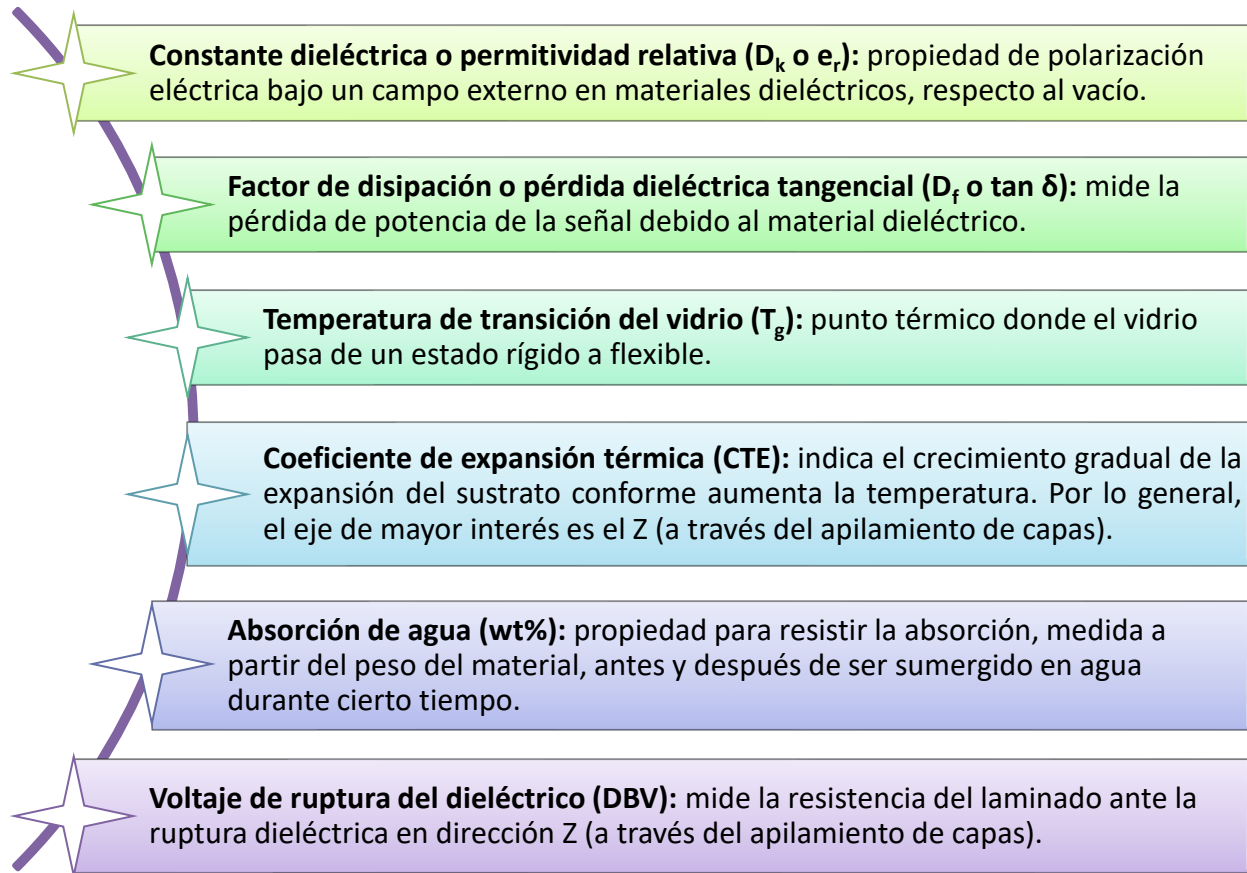 Constante dieléctrica o permitividad relativa (Dk o er): propiedad de polarización
eléctrica bajo un campo externo en materiales dieléctricos, respecto al vacío.
Factor de disipación o pérdida dieléctrica tangencial (Df o tan δ): mide la
pérdida de potencia de la señal debido al material dieléctrico.
Temperatura de transición del vidrio (Tg): punto térmico donde el vidrio
pasa de un estado rígido a flexible.
Coeficiente de expansión térmica (CTE): indica el crecimiento gradual de la
expansión del sustrato conforme aumenta la temperatura. Por lo general,
el eje de mayor interés es el Z (a través del apilamiento de capas).
Absorción de agua (wt%): propiedad para resistir la absorción, medida a
partir del peso del material, antes y después de ser sumergido en agua
durante cierto tiempo.
Voltaje de ruptura del dieléctrico (DBV): mide la resistencia del laminado ante la
ruptura dieléctrica en dirección Z (a través del apilamiento de capas).